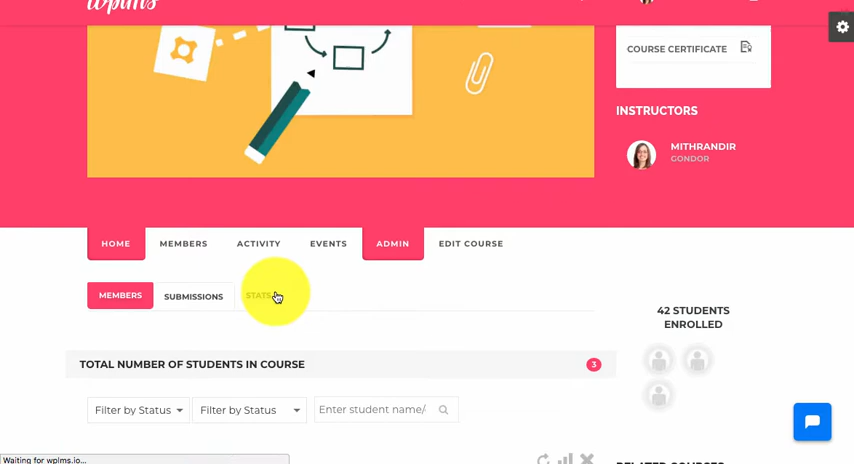 wplms
COURSE CERTIFICATE
INSTRUCTORS
MITHRANDIR
GONDOR
HOME MEMBERS ACTIVITY EVENTS ADMIN EDIT COURSE
MEMBERS SUBMISSIONS STATS
42 STUDENTS
ENROLLED
TOTAL NUMBER OF STUDENTS IN COURSE 3
Filter by Status Filter by Status Enter student name/
Waiting for wplms.io...
RELATED COURSES